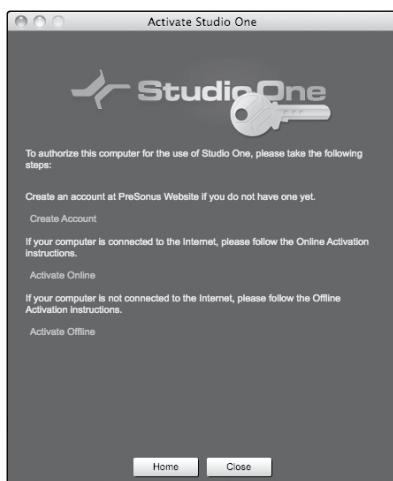 Activate Studio One
Studio One
To authorize this computer for the use of Studio One, please take the following
steps:
Create an account at PreSonus Website if you do not have one yet.
Create Account
If your computer is connected to the Internet, please follow the Online Activation
instructions.
Activate Online
If your computer is not connected to the Internet, please follow the Offline
Activation instructions.
Activate Offline
Home Close